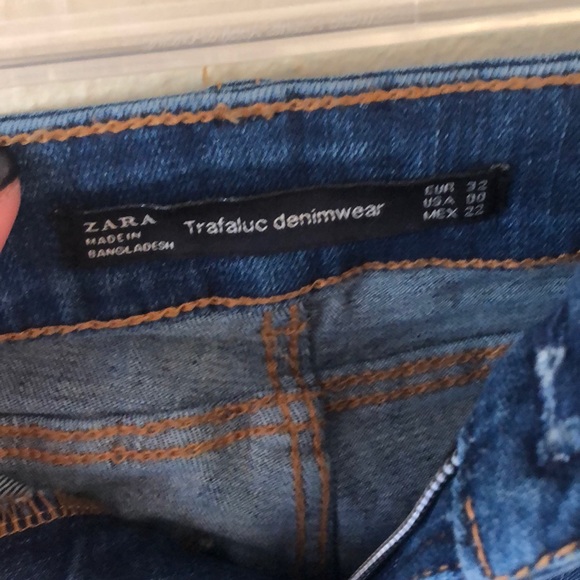 ZARA
MADE IN
BANGLADESH
Trafaluc denimwear
EUR 32
USA 00
MEX 22